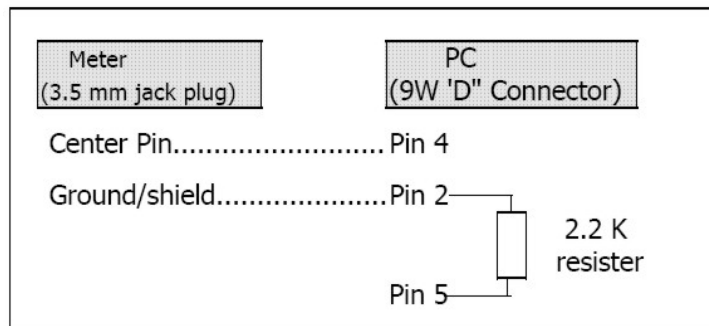 Meter
(3.5 mm jack plug)
PC
(9W 'D" Connector)
Center Pin........................... Pin 4
Ground/shield...................... Pin 2
2.2 K
resister
Pin 5